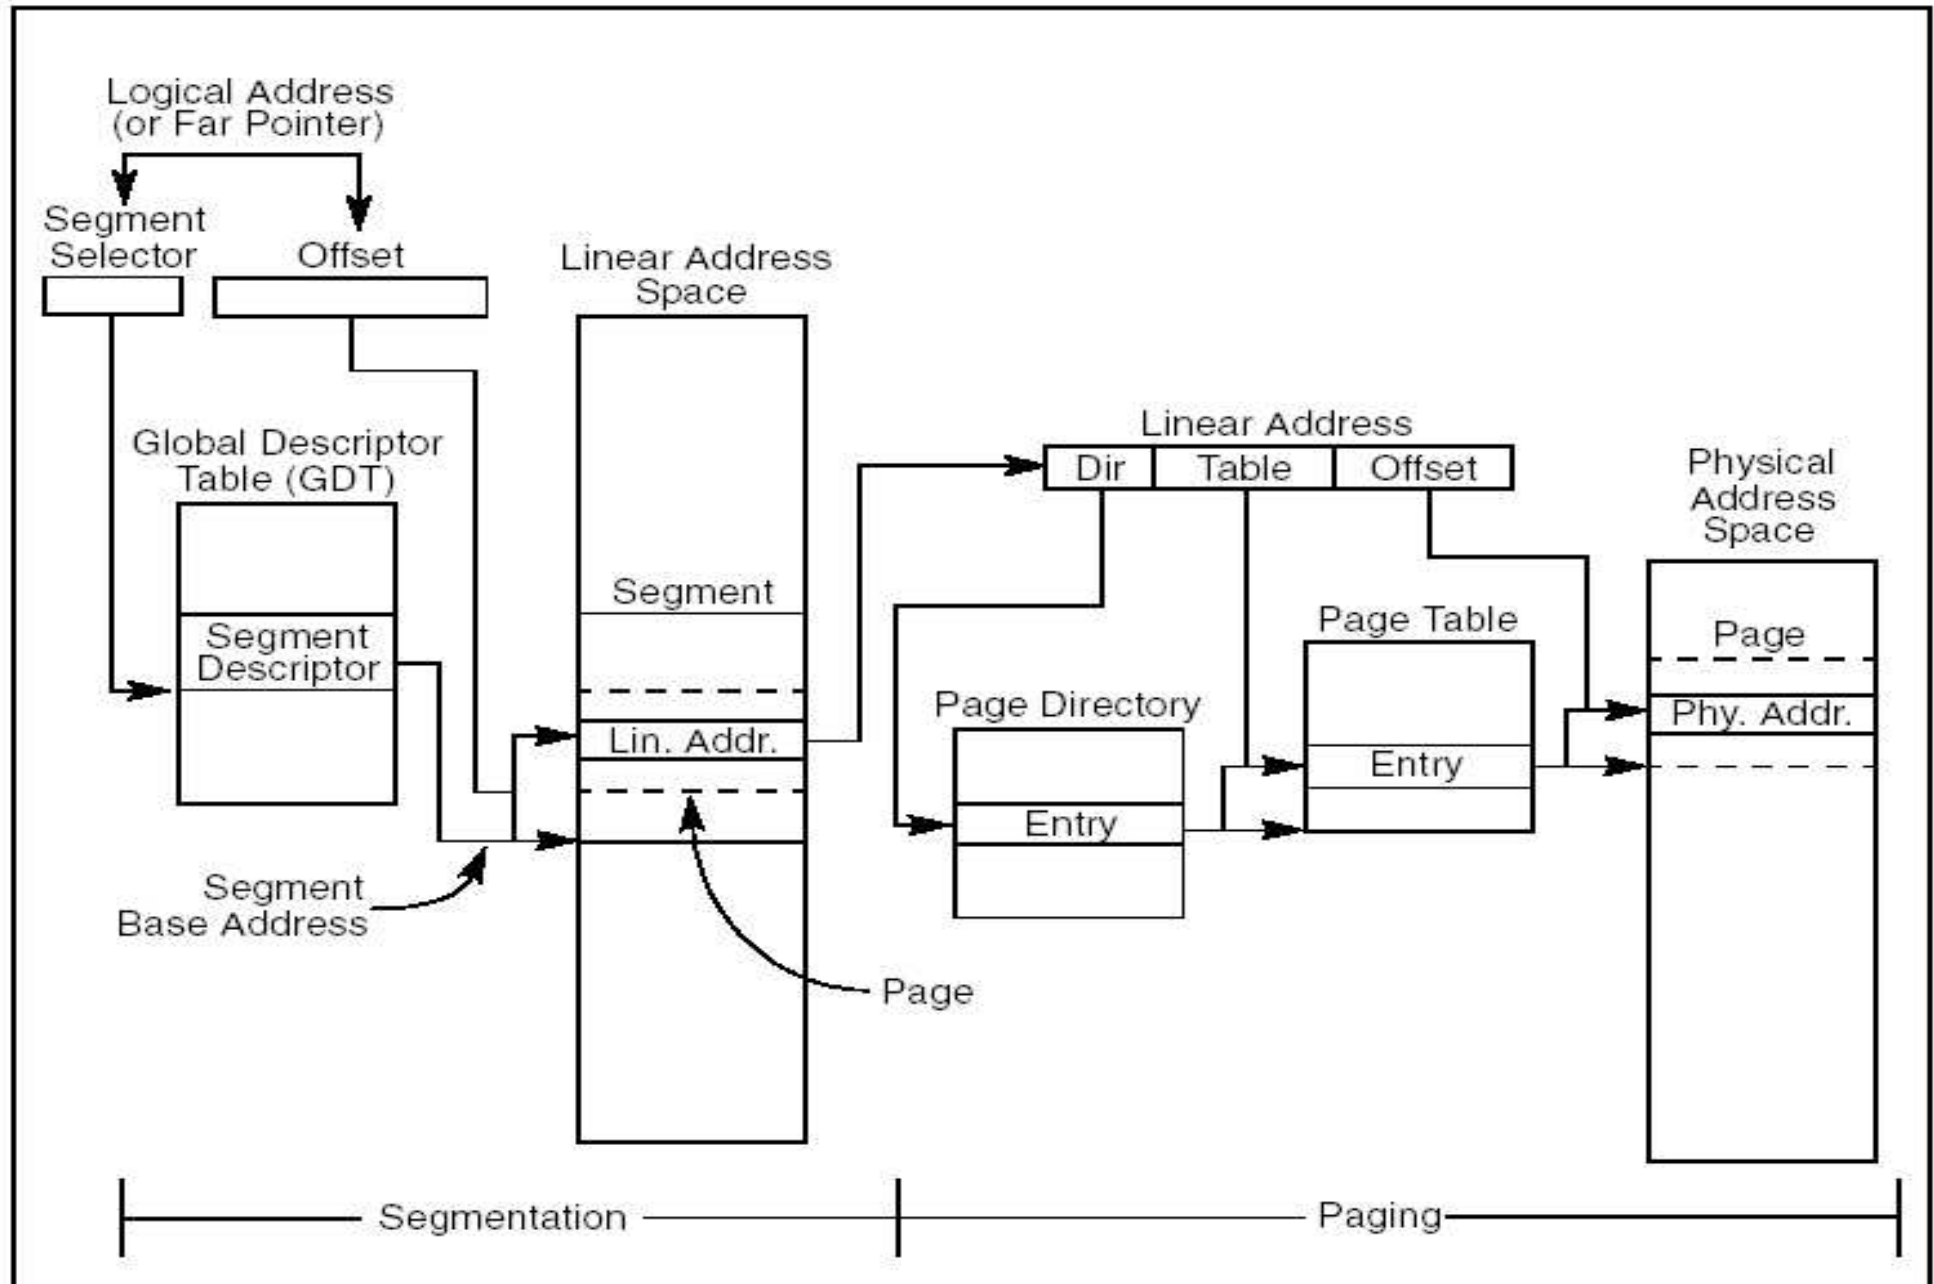 Logical Address
(or Far Pointer)
Segment
Selector
Offset
Linear Address
Space
Global Descriptor
Table (GDT)
Segment
Descriptor
Segment
Lin. Addr.
Segment
Base Address
Page
Linear Address
Dir
Table
Offset
Page Directory
Entry
Page Table
Entry
Physical
Address
Space
Page
Phy. Addr.
Segmentation
Paging